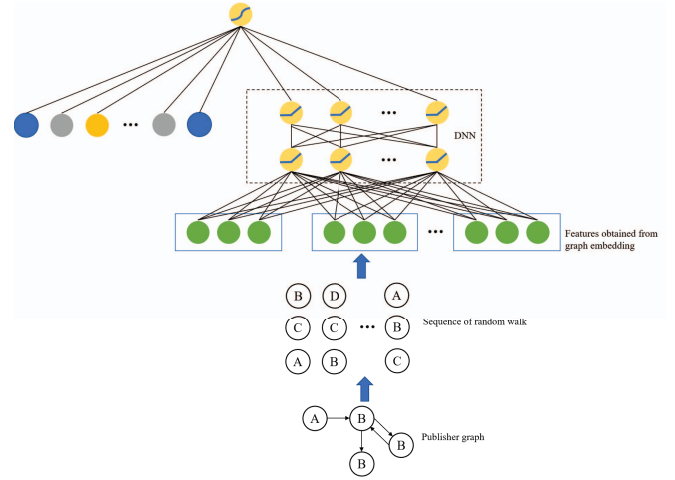 •••
•••
DNN
•••
•••
Features obtained from
graph embedding
B D A
C C ••• B
Sequence of random walk
A B C
A B B
Publisher graph
B